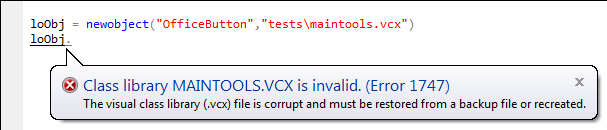 loObj = newobject("OfficeButton","tests\maintools.vcx")
loObj.
Class library MAINTOOLS.VCX is invalid. (Error 1747)
The visual class library (.vcx) file is corrupt and must be restored from a backup file or recreated.